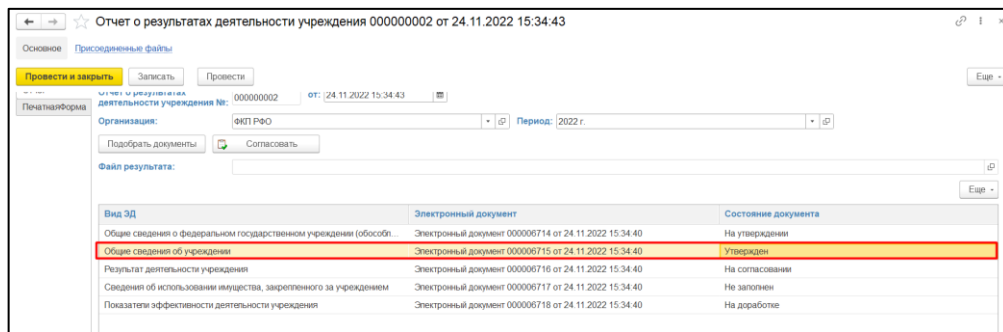 Отчет о результатах деятельности учреждения 000000002 от 24.11.2022 15:34:43
Основное Присоединенные файлы
Провести и закрыть Записать Провести Еще
Отчет о результатах деятельности учреждения №: 000000002 от: 24.11.2022 15:34:43
ПечатнаяФорма
Организация: ФКП РФО Период: 2022 г.
Подобрать документы Согласовать
Файл результата:
Еще
Вид ЭД Электронный документ Состояние документа
Общие сведения о федеральном государственном учреждении (обособл... Электронный документ 000006714 от 24.11.2022 15:34:40 На утверждении
Общие сведения об учреждении Электронный документ 000006715 от 24.11.2022 15:34:40 Утвержден
Результат деятельности учреждения Электронный документ 000006716 от 24.11.2022 15:34:40 На согласовании
Сведения об использовании имущества, закрепленного за учреждением Электронный документ 000006717 от 24.11.2022 15:34:40 Не заполнен
Показатели эффективности деятельности учреждения Электронный документ 000006718 от 24.11.2022 15:34:40 На доработке